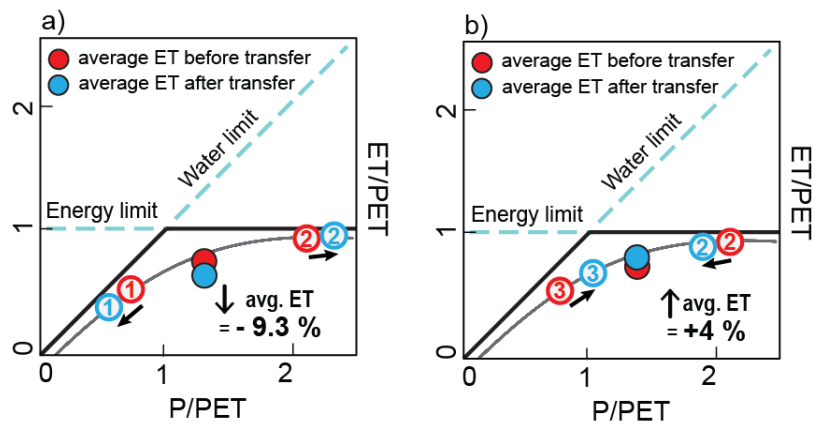 a)
average ET before transfer
average ET after transfer
2
Water limit
Energy limit
1
2
2
1
1
avg. ET
= - 9.3 %
0
0
1
2
P/PET
ET/PET
b)
average ET before transfer
average ET after transfer
2
Water limit
Energy limit
1
2
2
3
3
avg. ET
= +4 %
0
0
1
2
P/PET
ET/PET